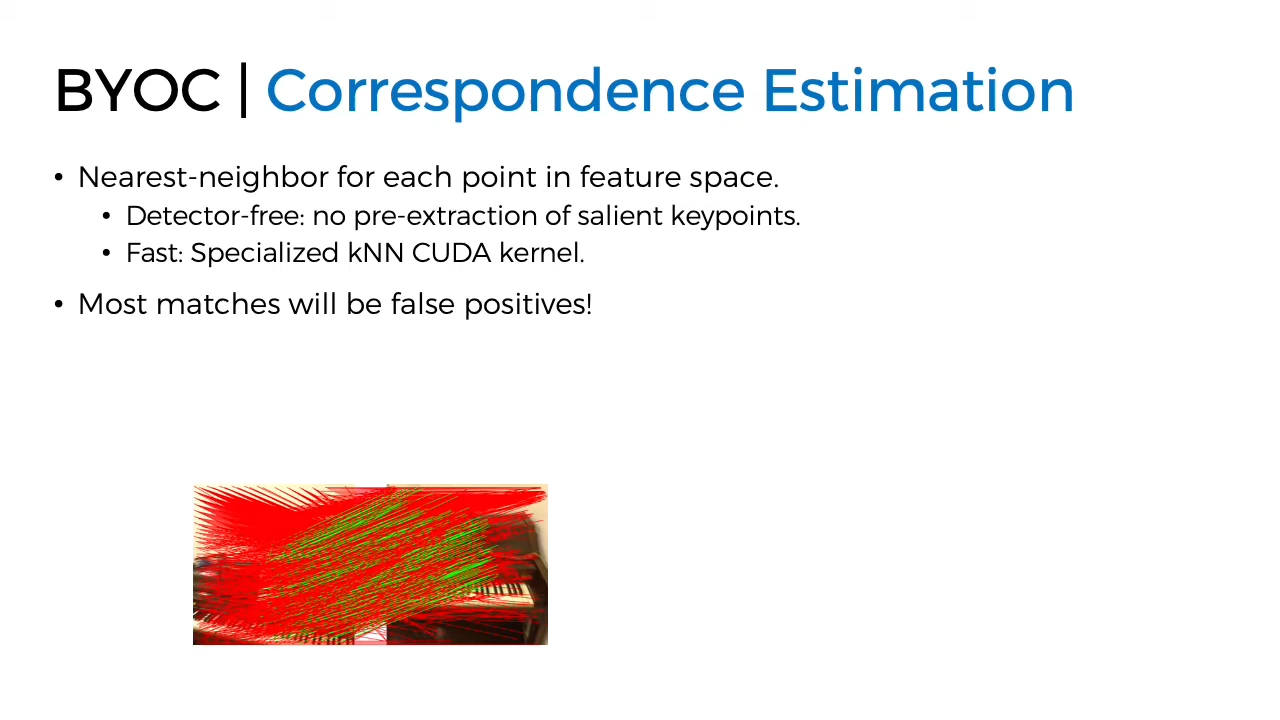 BYOC | Correspondence Estimation
• Nearest-neighbor for each point in feature space.
• Detector-free: no pre-extraction of salient keypoints.
• Fast: Specialized kNN CUDA kernel.
• Most matches will be false positives!